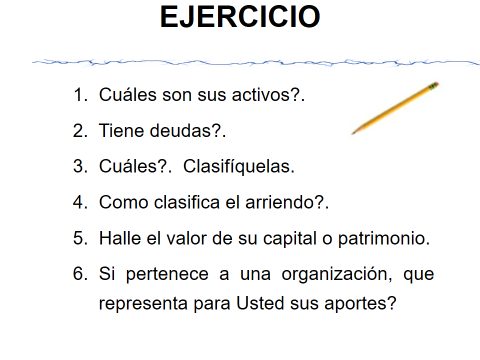 EJERCICIO
1. Cuáles son sus activos?.
2. Tiene deudas?.
3. Cuáles?. Clasifíquelas.
4. Como clasifica el arriendo?.
5. Halle el valor de su capital o patrimonio.
6. Si pertenece a una organización, que
representa para Usted sus aportes?